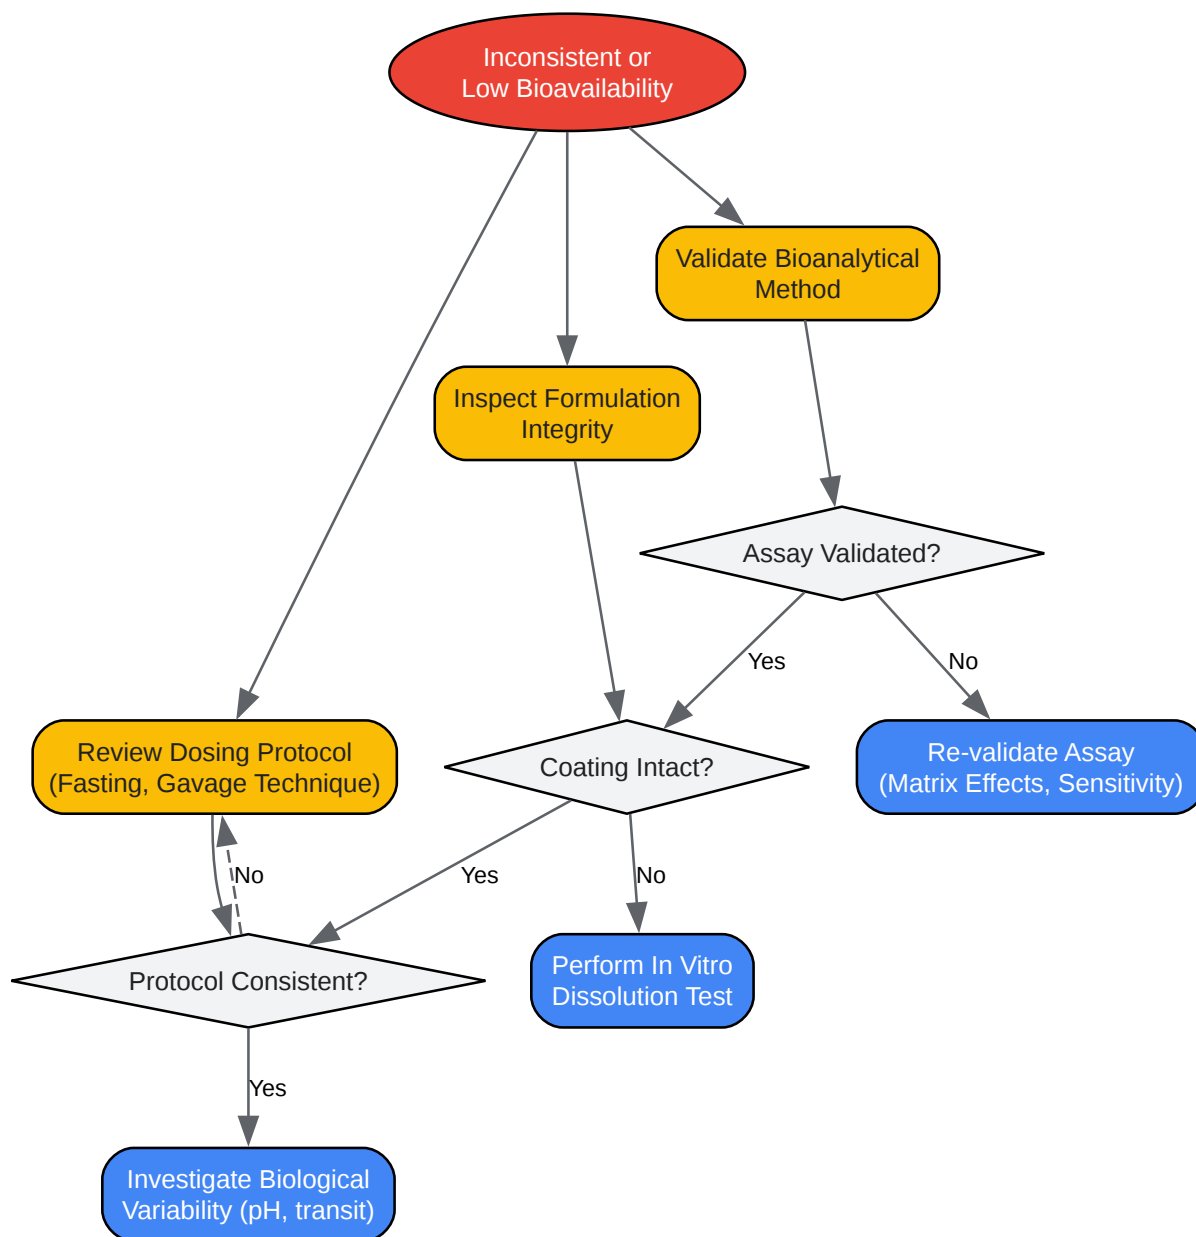 Inconsistent or
Low Bioavailability
Validate Bioanalytical
Method
Inspect Formulation
Integrity
Assay Validated?
Yes
No
Review Dosing Protocol
(Fasting, Gavage Technique)
Coating Intact?
Re-validate Assay
(Matrix Effects, Sensitivity)
No
Yes
No
Protocol Consistent?
Perform In Vitro
Dissolution Test
Yes
Investigate Biological
Variability (pH, transit)